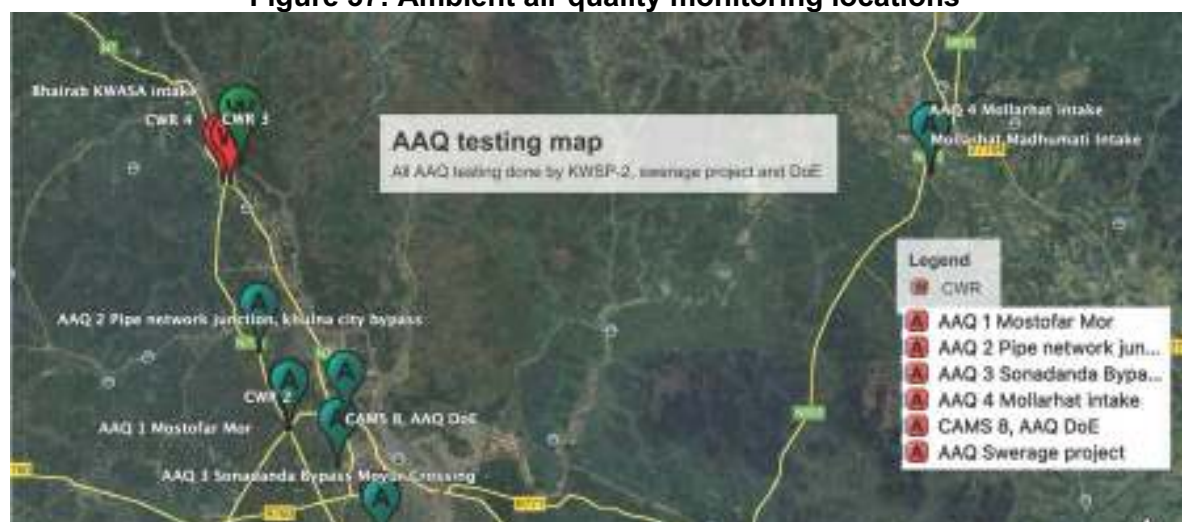 Figure 37: Ambient air quality monitoring locations
Bhairab KWASA intake
CWR 4
CWR 3
AAQ testing map
All AAQ testing done by KWSP-2, swerage project and DoE
AAQ 4 Mollarhat intake
Mollarhat Madhumati Intake
AAQ 2 Pipe network junction, khulna city bypass
CWR 2
AAQ 1 Mostofar Mor
CAMS 8, AAQ DoE
AAQ 3 Sonadanda Bypass Moyur Crossing
Legend
CWR
A AAQ 1 Mostofar Mor
A AAQ 2 Pipe network jun...
A AAQ 3 Sonadanda Bypa...
A AAQ 4 Mollarhat intake
A CAMS 8, AAQ DoE
A AAQ Swerage project